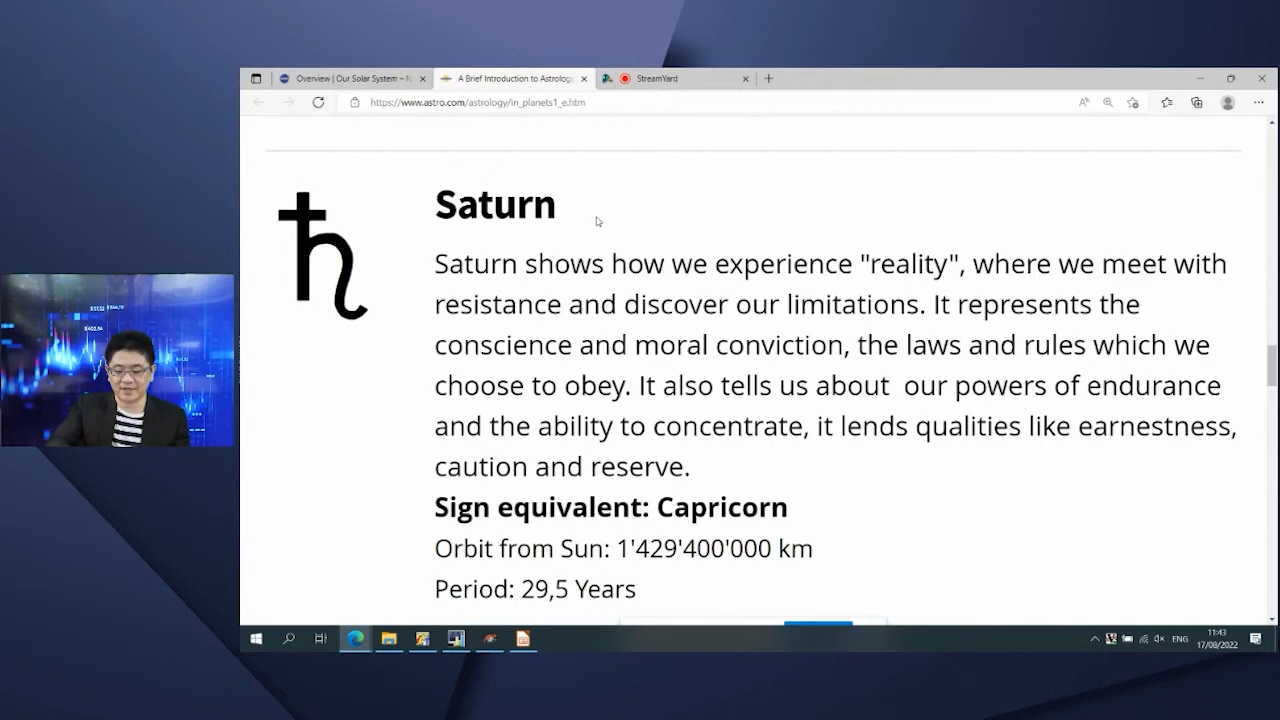 Overview | Our Solar System – N
A Brief Introduction to Astrology
StreamYard
https://www.astro.com/astrology/in_planets1_e.htm
Saturn
Saturn shows how we experience "reality", where we meet with
resistance and discover our limitations. It represents the
conscience and moral conviction, the laws and rules which we
choose to obey. It also tells us about our powers of endurance
and the ability to concentrate, it lends qualities like earnestness,
caution and reserve.
Sign equivalent: Capricorn
Orbit from Sun: 1'429'400'000 km
Period: 29,5 Years
ENG
11:43
17/08/2022